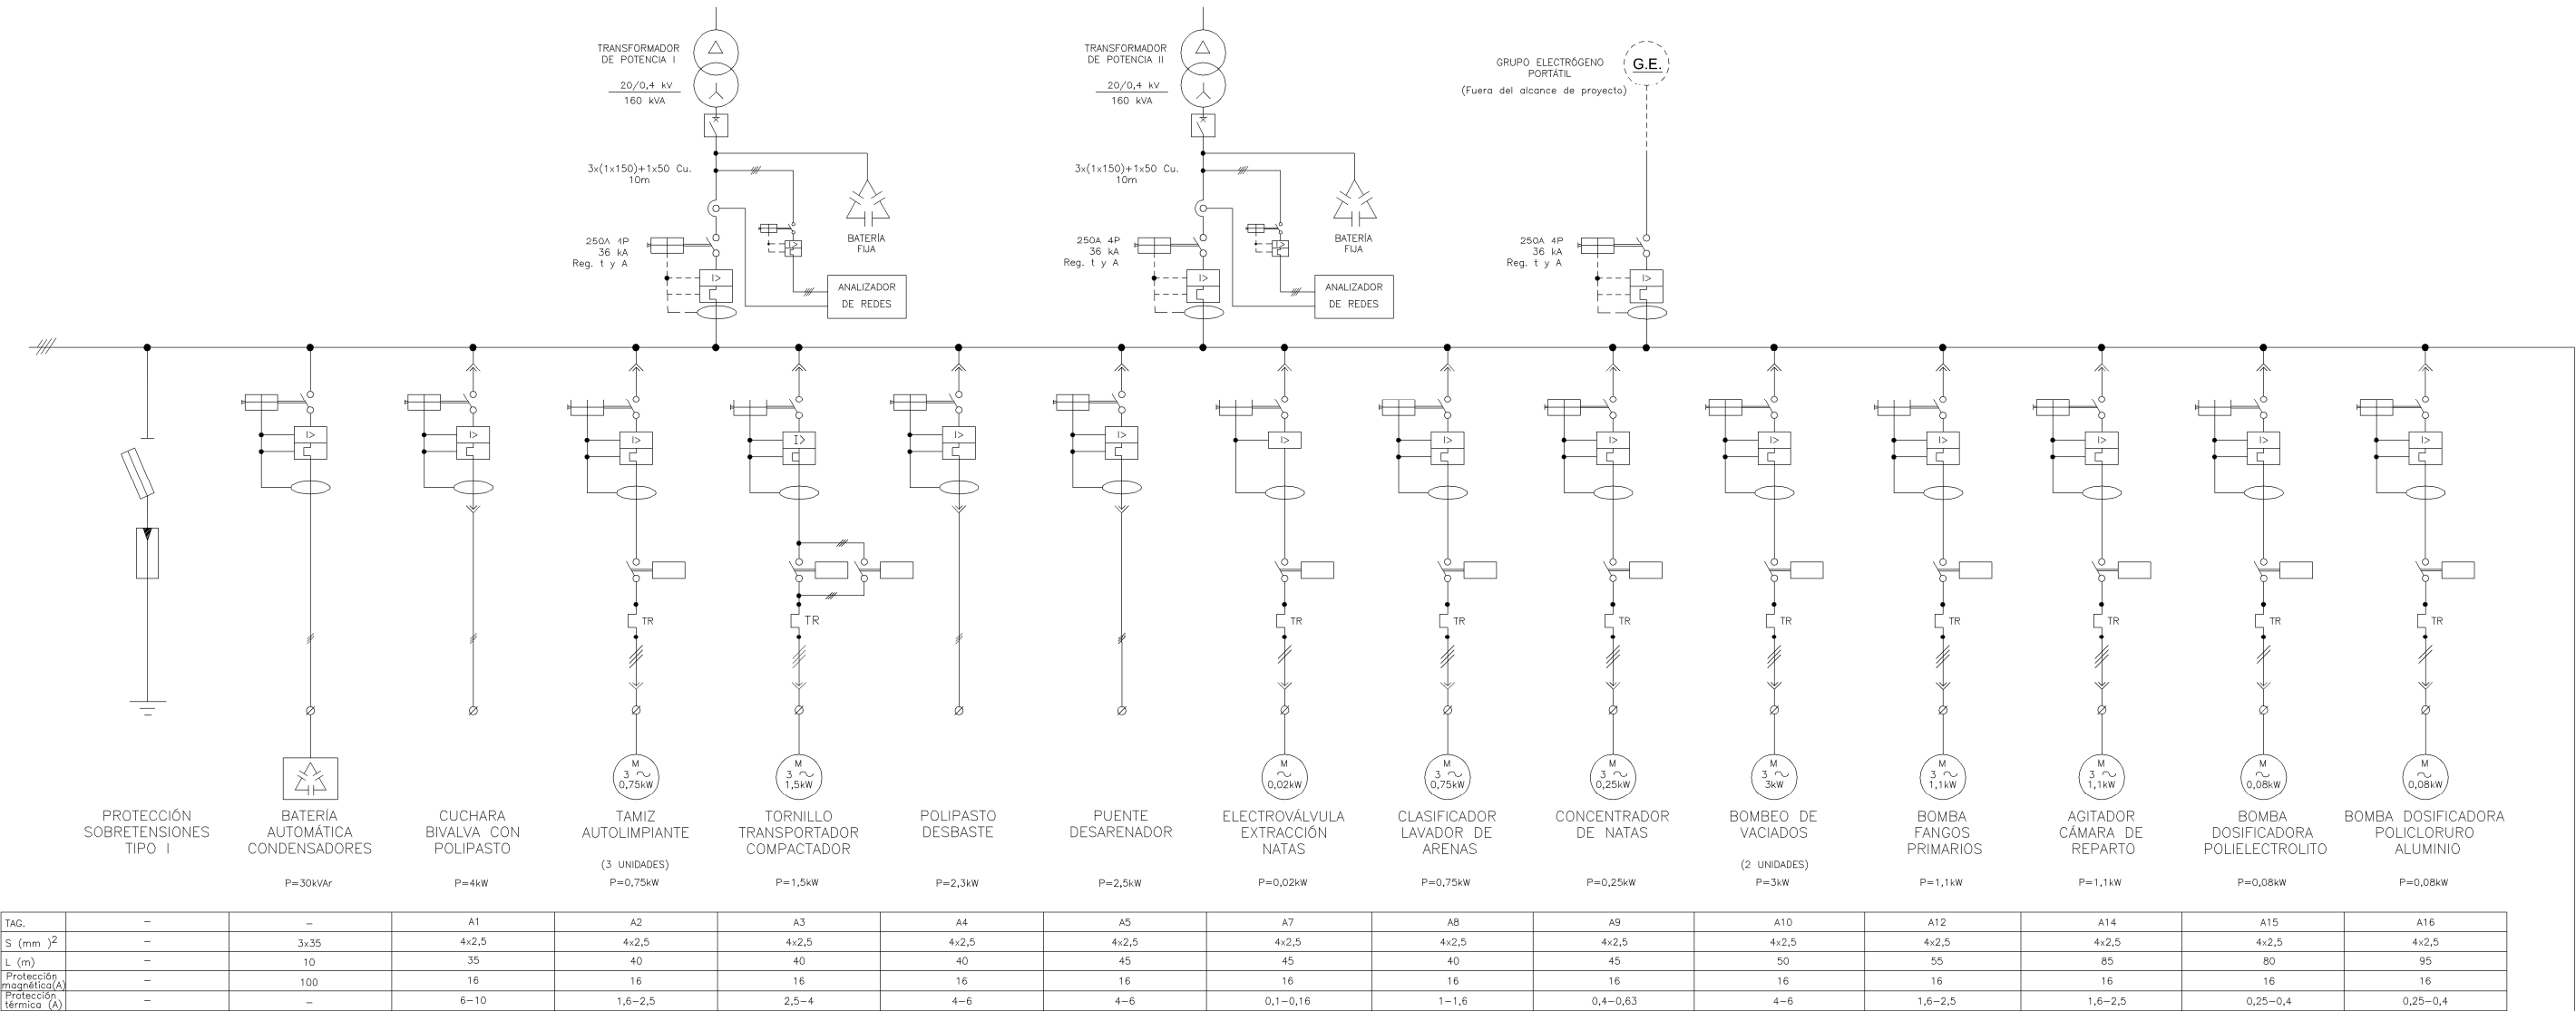 TRANSFORMADOR
DE POTENCIA I
20/0,4 kV
160 kVA
TRANSFORMADOR
DE POTENCIA II
20/0,4 kV
160 kVA
GRUPO ELECTRÓGENO
PORTÁTIL
(Fuera del alcance de proyecto)
G.E.
3x(1x150)+1x50 Cu.
10m
3x(1x150)+1x50 Cu.
10m
BATERÍA
FIJA
BATERÍA
FIJA
250A 4P
36 kA
Reg. t y A
I>
I>
ANALIZADOR
DE REDES
250A 4P
36 kA
Reg. t y A
I>
I>
ANALIZADOR
DE REDES
250A 4P
36 kA
Reg. t y A
I>
I> I> I> I> I> I> I> I> I> I> I> I> I> I>
TR TR TR TR TR TR TR TR TR TR
M
3 ~
0,75kW
M
3 ~
1,5kW
M
~
0,02kW
M
3 ~
0,75kW
M
3 ~
0,25kW
M
3 ~
3kW
M
3 ~
1,1kW
M
3 ~
1,1kW
M
~
0,08kW
M
~
0,08kW
PROTECCIÓN
SOBRETENSIONES
TIPO I
BATERÍA
AUTOMÁTICA
CONDENSADORES
P=30kVAr
CUCHARA
BIVALVA CON
POLIPASTO
P=4kW
TAMIZ
AUTOLIMPIANTE
(3 UNIDADES)
P=0,75kW
TORNILLO
TRANSPORTADOR
COMPACTADOR
P=1,5kW
POLIPASTO
DESBASTE
P=2,3kW
PUENTE
DESARENADOR
P=2,5kW
ELECTROVÁLVULA
EXTRACCIÓN
NATAS
P=0,02kW
CLASIFICADOR
LAVADOR DE
ARENAS
P=0,75kW
CONCENTRADOR
DE NATAS
P=0,25kW
BOMBEO DE
VACIADOS
(2 UNIDADES)
P=3kW
BOMBA
FANGOS
PRIMARIOS
P=1,1kW
AGITADOR
CÁMARA DE
REPARTO
P=1,1kW
BOMBA
DOSIFICADORA
POLIELECTROLITO
P=0,08kW
BOMBA DOSIFICADORA
POLICLORURO
ALUMINIO
P=0,08kW
TAG. – – A1 A2 A3 A4 A5 A7 A8 A9 A10 A12 A14 A15 A16
S (mm )2 – 3x35 4x2,5 4x2,5 4x2,5 4x2,5 4x2,5 4x2,5 4x2,5 4x2,5 4x2,5 4x2,5 4x2,5 4x2,5 4x2,5
L (m) – 10 35 40 40 40 45 45 40 45 50 55 85 80 95
Protección
magnética(A) – 100 16 16 16 16 16 16 16 16 16 16 16 16 16
Protección
térmica (A) – – 6–10 1,6–2,5 2,5–4 4–6 4–6 0,1–0,16 1–1,6 0,4–0,63 4–6 1,6–2,5 1,6–2,5 0,25–0,4 0,25–0,4